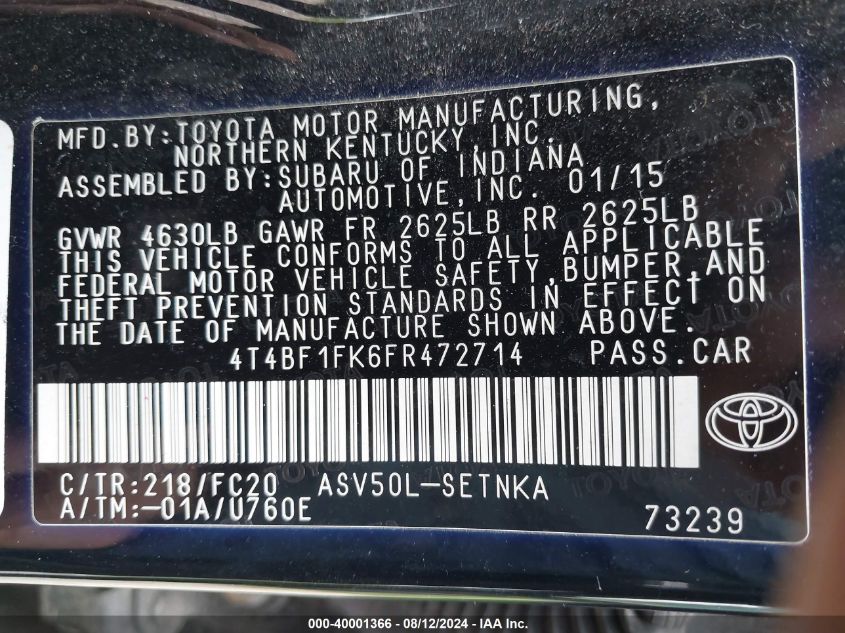 MFD.BY:TOYOTA MOTOR MANUFACTURING,
NORTHERN KENTUCKY,INC.
ASSEMBLED BY:SUBARU OF INDIANA
AUTOMOTIVE,INC. 01/15
GVWR 4630LB GAWR FR 2625LB RR 2625LB
THIS VEHICLE CONFORMS TO ALL APPLICABLE
FEDERAL MOTOR VEHICLE SAFETY,BUMPER,AND
THEFT PREVENTION STANDARDS IN EFFECT ON
THE DATE OF MANUFACTURE SHOWN ABOVE.
4T4BF1FK6FR472714 PASS.CAR
C/TR:218/FC20 ASV50L-SETNKA
A/TM:-01A/U760E
73239
000-40001366 - 08/12/2024 - IAA Inc.